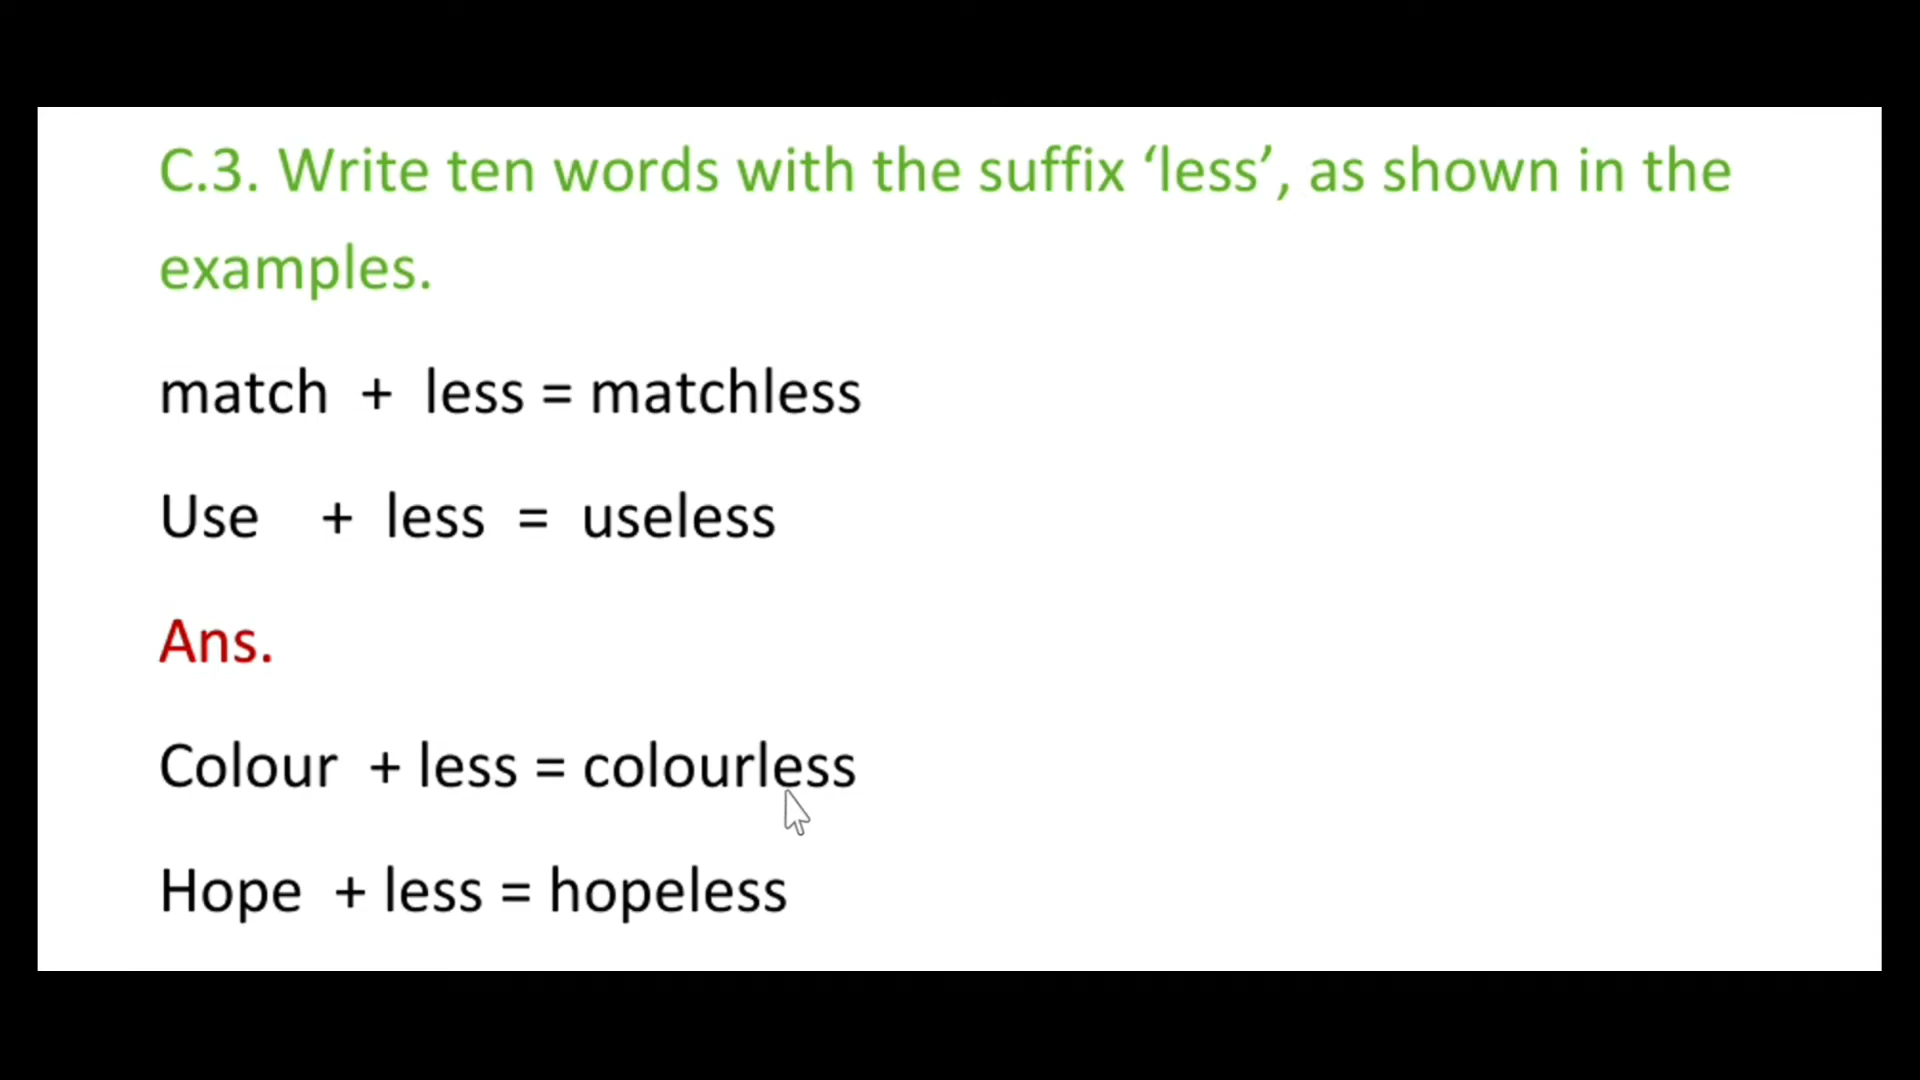 C.3. Write ten words with the suffix ‘less’, as shown in the
examples.
match + less = matchless
Use + less = useless
Ans.
Colour + less = colourless
Hope + less = hopeless